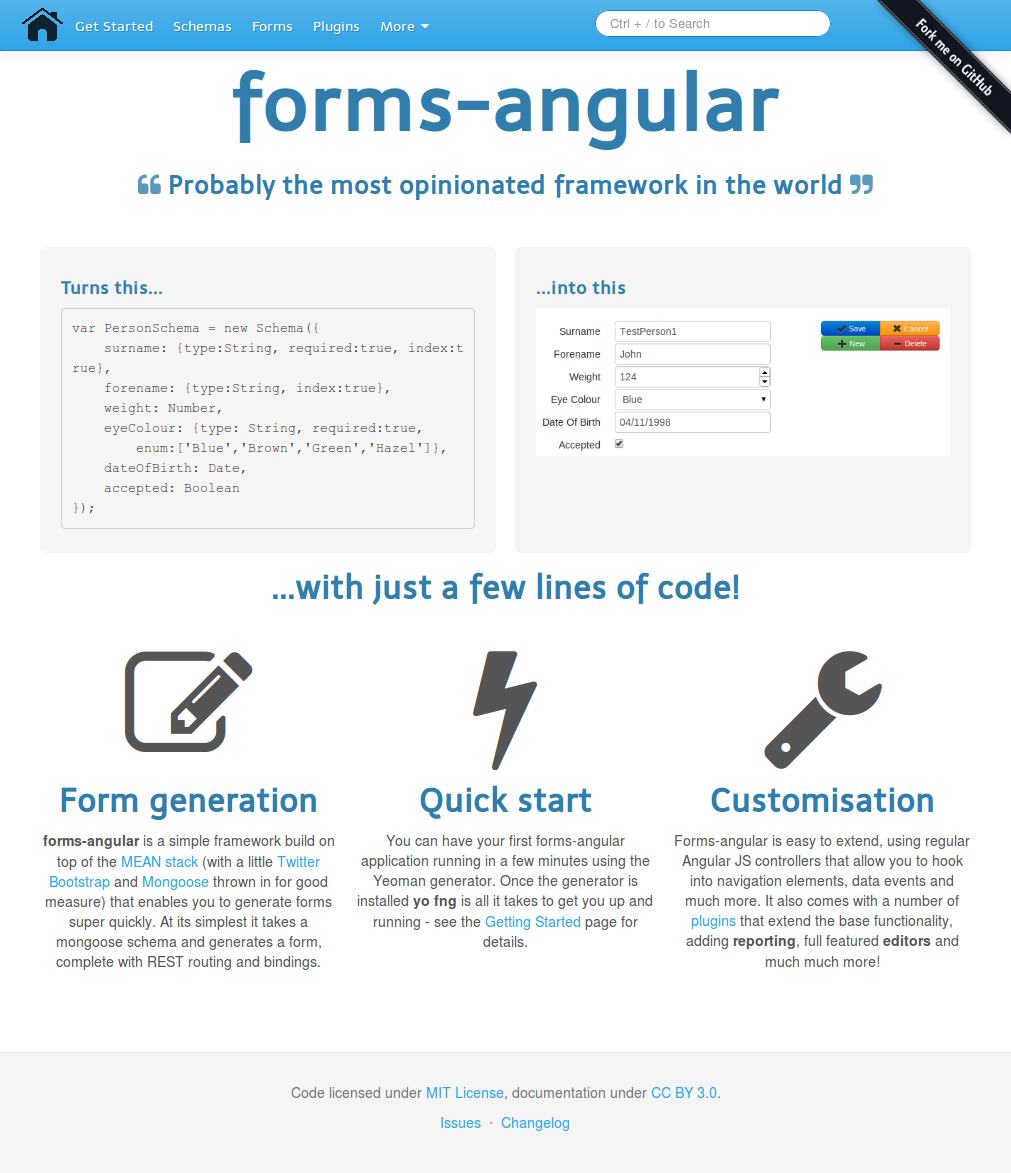 Get Started Schemas Forms Plugins More Ctrl + / to Search
Fork me on GitHub
forms-angular
❝ Probably the most opinionated framework in the world ❞
Turns this...
var PersonSchema = new Schema({
    surname: {type:String, required:true, index:t
rue},
    forename: {type:String, index:true},
    weight: Number,
    eyeColour: {type: String, required:true,
        enum:['Blue','Brown','Green','Hazel']},
    dateOfBirth: Date,
    accepted: Boolean
});
...into this
Surname TestPerson1
Forename John
Weight 124
Eye Colour Blue
Date Of Birth 04/11/1998
Accepted
Save Cancel
New Delete
...with just a few lines of code!
Form generation
forms-angular is a simple framework build on
top of the MEAN stack (with a little Twitter
Bootstrap and Mongoose thrown in for good
measure) that enables you to generate forms
super quickly. At its simplest it takes a
mongoose schema and generates a form,
complete with REST routing and bindings.
Quick start
You can have your first forms-angular
application running in a few minutes using the
Yeoman generator. Once the generator is
installed yo fng is all it takes to get you up and
running - see the Getting Started page for
details.
Customisation
Forms-angular is easy to extend, using regular
Angular JS controllers that allow you to hook
into navigation elements, data events and
much more. It also comes with a number of
plugins that extend the base functionality,
adding reporting, full featured editors and
much much more!
Code licensed under MIT License, documentation under CC BY 3.0.
Issues · Changelog